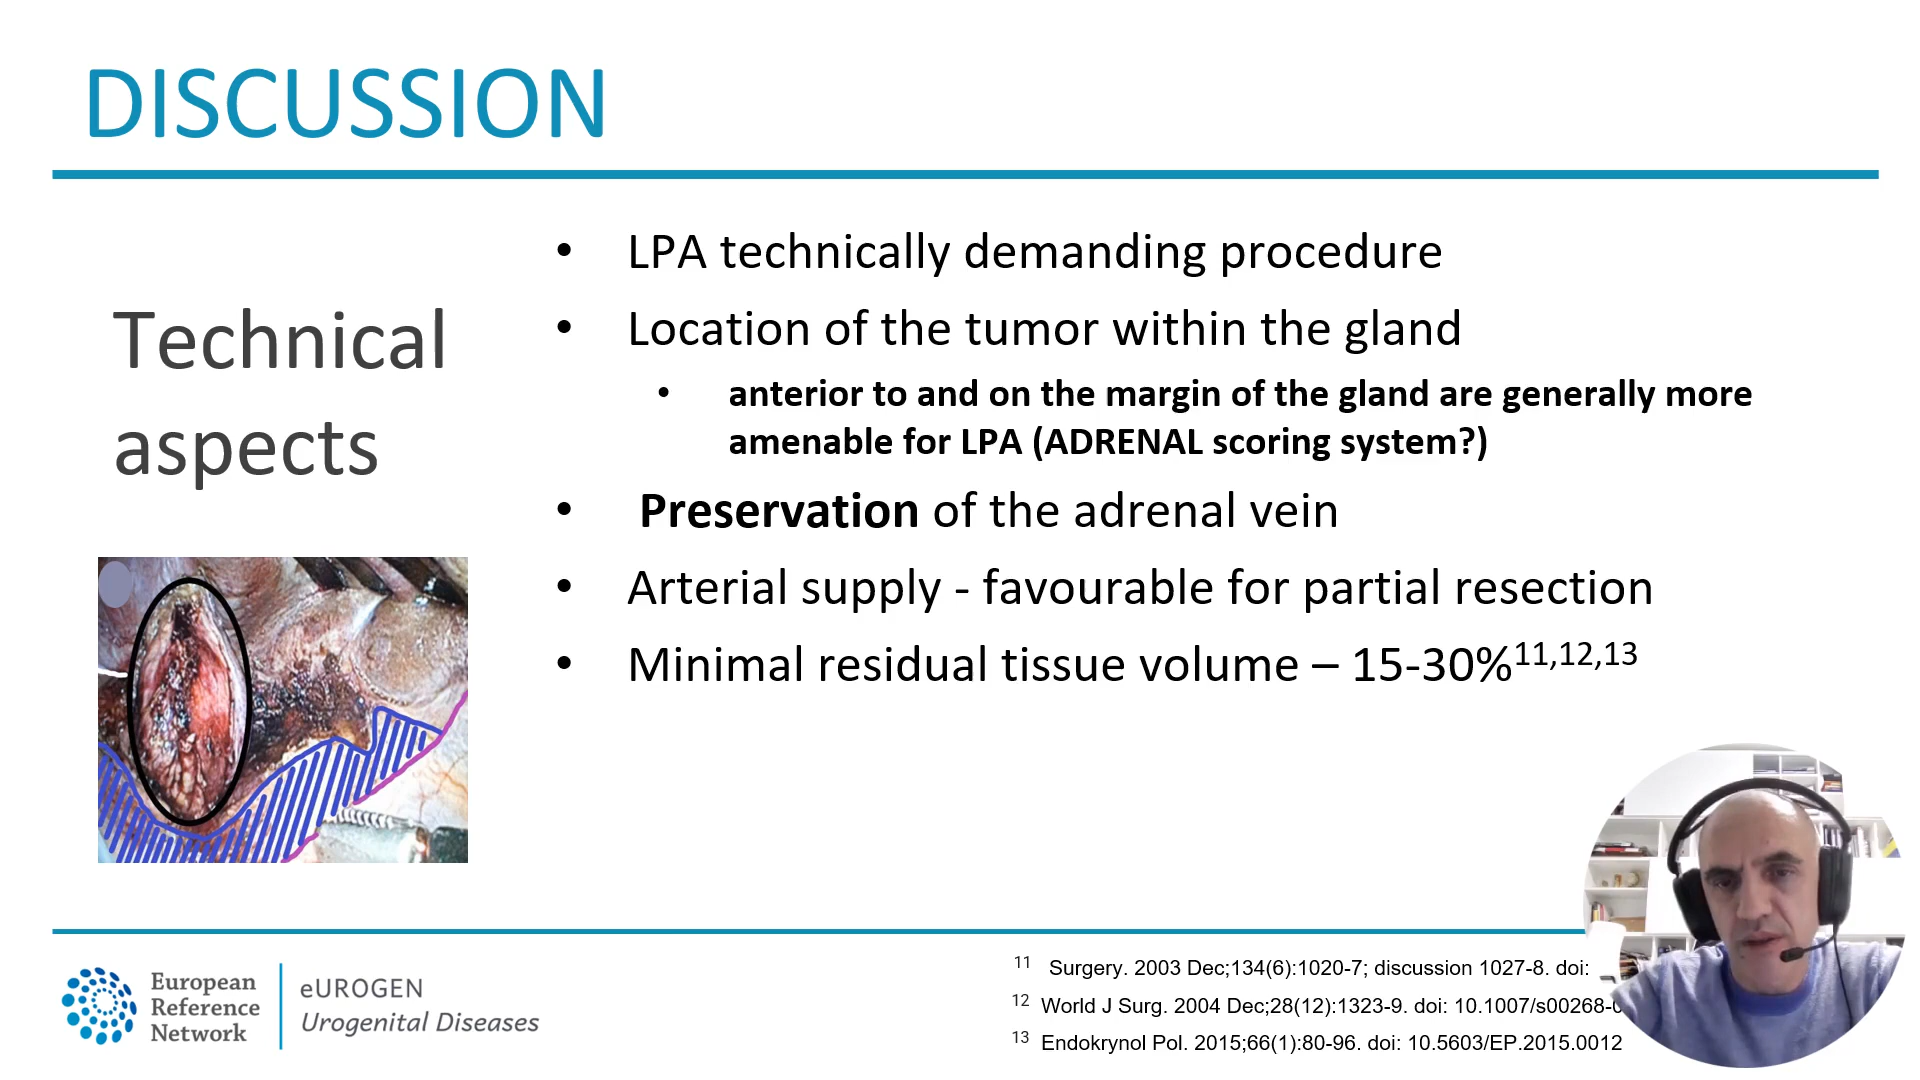 DISCUSSION
Technical
aspects
• LPA technically demanding procedure
• Location of the tumor within the gland
• anterior to and on the margin of the gland are generally more
amenable for LPA (ADRENAL scoring system?)
• Preservation of the adrenal vein
• Arterial supply - favourable for partial resection
• Minimal residual tissue volume – 15-30%11,12,13
European
Reference
Network
eUROGEN
Urogenital Diseases
11 Surgery. 2003 Dec;134(6):1020-7; discussion 1027-8. doi:
12 World J Surg. 2004 Dec;28(12):1323-9. doi: 10.1007/s00268-
13 Endokrynol Pol. 2015;66(1):80-96. doi: 10.5603/EP.2015.0012